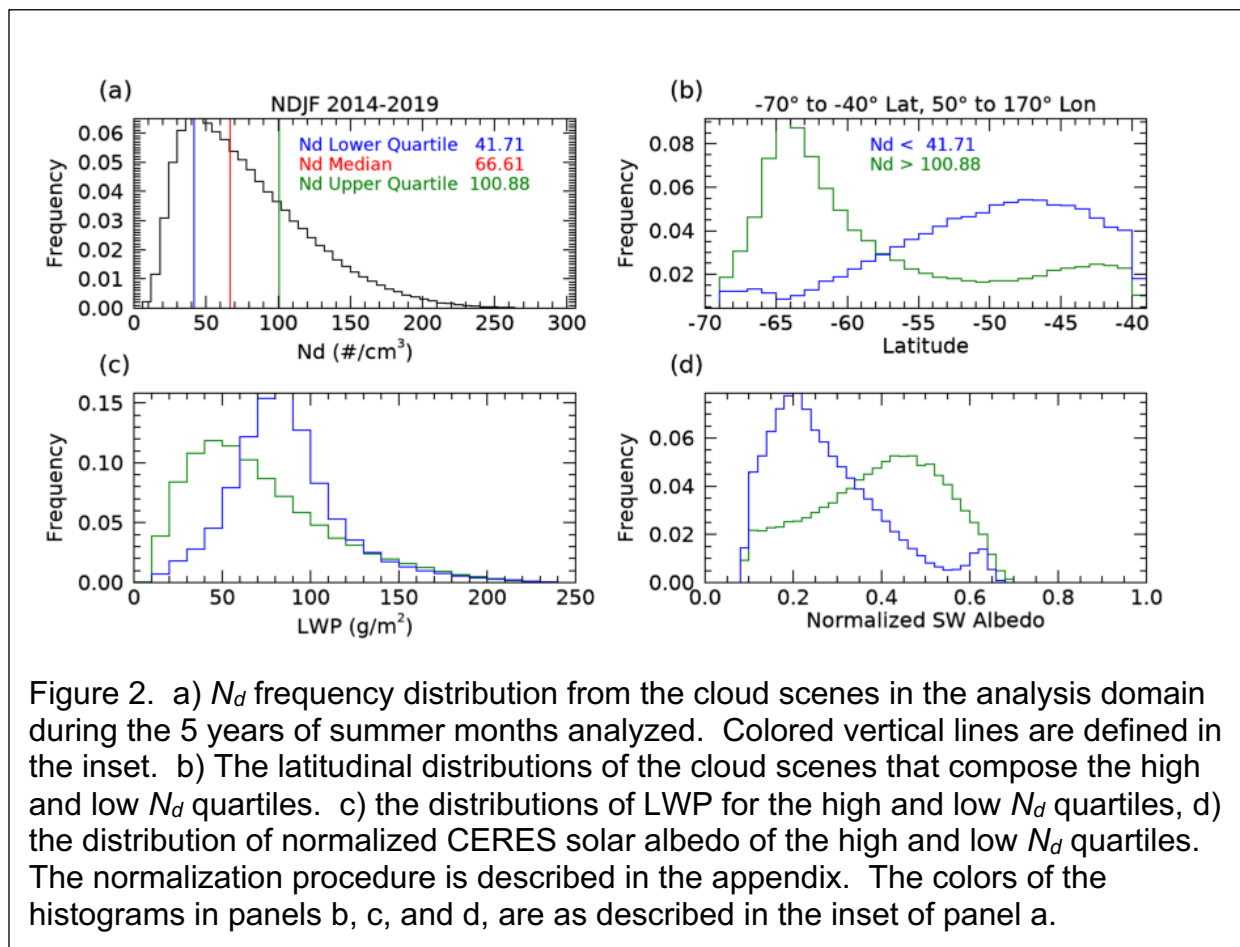 (a)
NDJF 2014-2019
Nd Lower Quartile 41.71
Nd Median 66.61
Nd Upper Quartile 100.88
0.06
0.05
0.04
0.03
0.02
0.01
0.00
Frequency
0 50 100 150 200 250 300
Nd (#/cm³)
(b)
-70° to -40° Lat, 50° to 170° Lon
Nd < 41.71
Nd > 100.88
0.08
0.06
0.04
0.02
Frequency
-70 -65 -60 -55 -50 -45 -40
Latitude
(c)
0.15
0.10
0.05
0.00
Frequency
0 50 100 150 200 250
LWP (g/m²)
(d)
0.06
0.04
0.02
0.00
Frequency
0.0 0.2 0.4 0.6 0.8 1.0
Normalized SW Albedo
Figure 2. a) Nd frequency distribution from the cloud scenes in the analysis domain
during the 5 years of summer months analyzed. Colored vertical lines are defined in
the inset. b) The latitudinal distributions of the cloud scenes that compose the high
and low Nd quartiles. c) the distributions of LWP for the high and low Nd quartiles, d)
the distribution of normalized CERES solar albedo of the high and low Nd quartiles.
The normalization procedure is described in the appendix. The colors of the
histograms in panels b, c, and d, are as described in the inset of panel a.